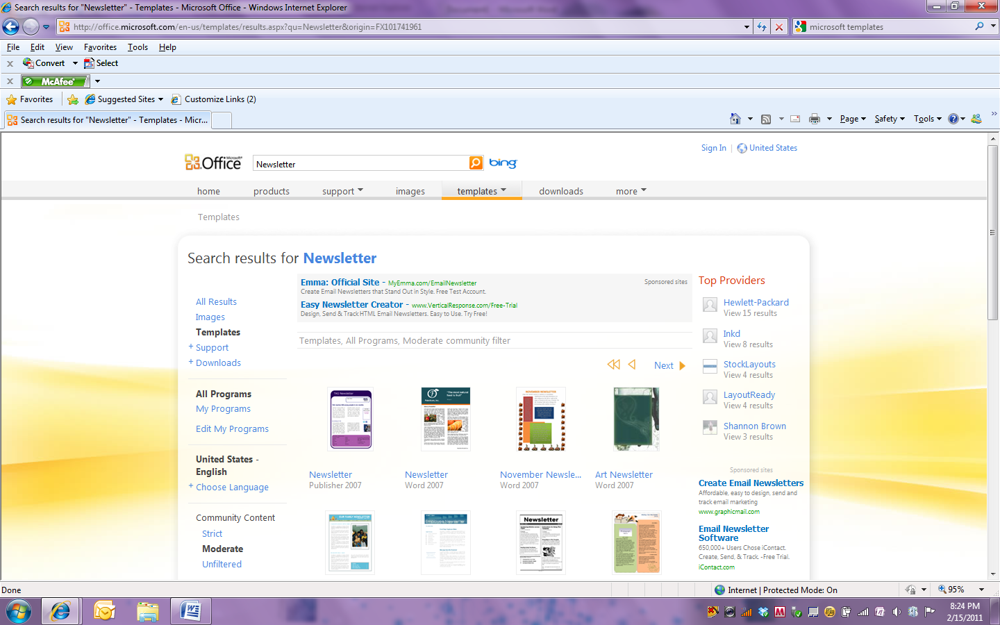 Search results for "Newsletter" - Templates - Microsoft Office - Windows Internet Explorer
http://office.microsoft.com/en-us/templates/results.aspx?qu=Newsletter&origin=FX101741961
microsoft templates
File Edit View Favorites Tools Help
x Convert Select
x McAfee
Favorites Suggested Sites Customize Links (2)
Search results for "Newsletter" - Templates - Micr...
Page Safety Tools
Sign In | United States
Microsoft Office Newsletter bing
home products support images templates downloads more
Templates
Search results for Newsletter
All Results
Images
Templates
+ Support
+ Downloads
All Programs
My Programs
Edit My Programs
United States -
English
+ Choose Language
Community Content
Strict
Moderate
Unfiltered
Emma: Official Site - MyEmma.com/EmailNewsletter
Sponsored sites
Create Email Newsletters that Stand Out in Style. Free Test Account.
Easy Newsletter Creator - www.VerticalResponse.com/Free-Trial
Design, Send & Track HTML Email Newsletters. Easy to Use. Try Free!
Templates, All Programs, Moderate community filter
Next
NOVEMBER NEWSLETTER
Newsletter
Publisher 2007
Newsletter
Word 2007
November Newsle...
Word 2007
Art Newsletter
Word 2007
Employee Newsletter
Newsletter
Top Providers
Hewlett-Packard
View 15 results
Inkd
View 8 results
StockLayouts
View 4 results
LayoutReady
View 4 results
Shannon Brown
View 3 results
Sponsored sites
Create Email Newsletters
Affordable, easy to design, send and
track email marketing
www.graphicmail.com
Email Newsletter
Software
650,000+ Users Chose iContact.
Create, Send, & Track. -Free Trial.
iContact.com
Done
Internet | Protected Mode: On
95%
8:24 PM
2/15/2011